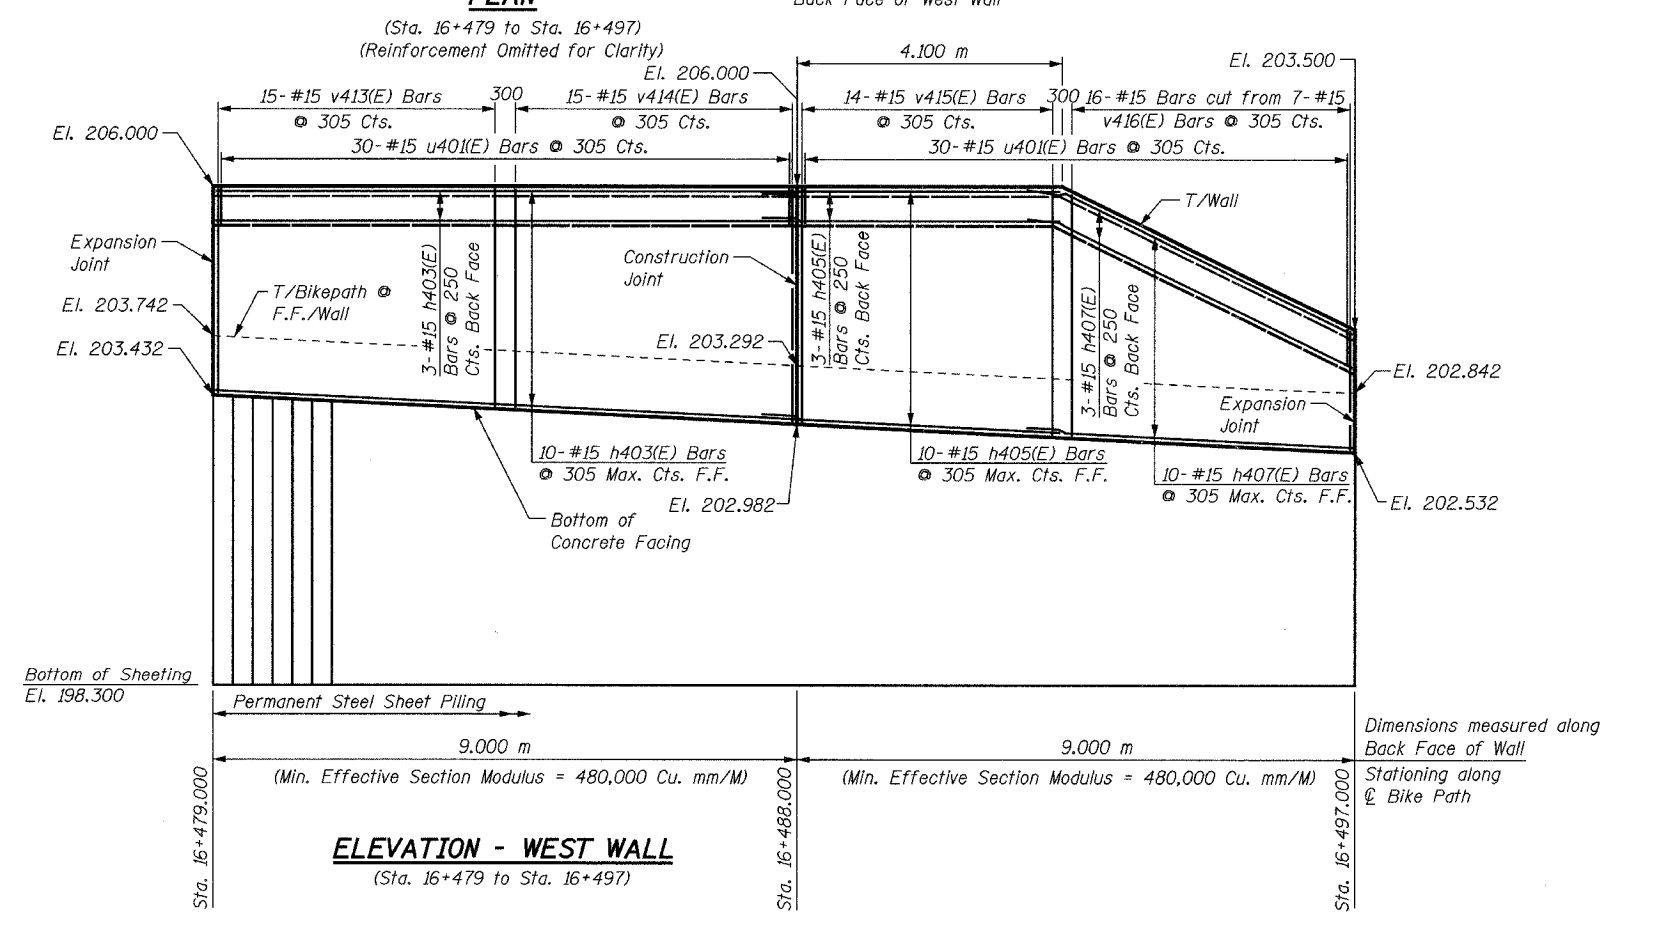 PLAN
Back Face of West Wall
(Sta. 16+479 to Sta. 16+497)
(Reinforcement Omitted for Clarity)
4.100 m
El. 203.500
El. 206.000
15-#15 v413(E) Bars
@ 305 Cts.
300
15-#15 v414(E) Bars
@ 305 Cts.
14-#15 v415(E) Bars
@ 305 Cts.
300
16-#15 Bars cut from 7-#15
v416(E) Bars @ 305 Cts.
El. 206.000
30-#15 u401(E) Bars @ 305 Cts.
30-#15 u401(E) Bars @ 305 Cts.
T/Wall
Expansion
Joint
Construction
Joint
3-#15 h403(E)
Bars @ 250
Cts. Back Face
3-#15 h405(E)
Bars @ 250
Cts. Back Face
3-#15 h407(E)
Bars @ 250
Cts. Back Face
T/Bikepath @
F.F./Wall
El. 203.742
El. 203.432
El. 203.292
El. 202.842
Expansion
Joint
10-#15 h403(E) Bars
@ 305 Max. Cts. F.F.
10-#15 h405(E) Bars
@ 305 Max. Cts. F.F.
10-#15 h407(E) Bars
@ 305 Max. Cts. F.F.
El. 202.982
El. 202.532
Bottom of
Concrete Facing
Bottom of Sheeting
El. 198.300
Permanent Steel Sheet Piling
9.000 m
(Min. Effective Section Modulus = 480,000 Cu. mm/M)
9.000 m
(Min. Effective Section Modulus = 480,000 Cu. mm/M)
Dimensions measured along
Back Face of Wall
Stationing along
℄ Bike Path
Sta. 16+479.000
Sta. 16+488.000
Sta. 16+497.000
ELEVATION - WEST WALL
(Sta. 16+479 to Sta. 16+497)